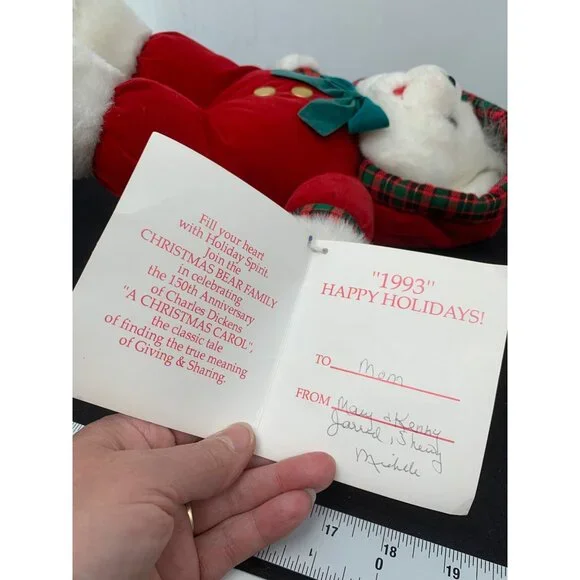 Fill your heart
with Holiday Spirit.
Join the
CHRISTMAS BEAR FAMILY
in celebrating
the 150th Anniversary
of Charles Dickens
"A CHRISTMAS CAROL",
the classic tale
of finding the true meaning
of Giving & Sharing.
"1993"
HAPPY HOLIDAYS!
TO Mom
FROM Mary & Kenny
Jarred,
Michelle
17 18 19
0